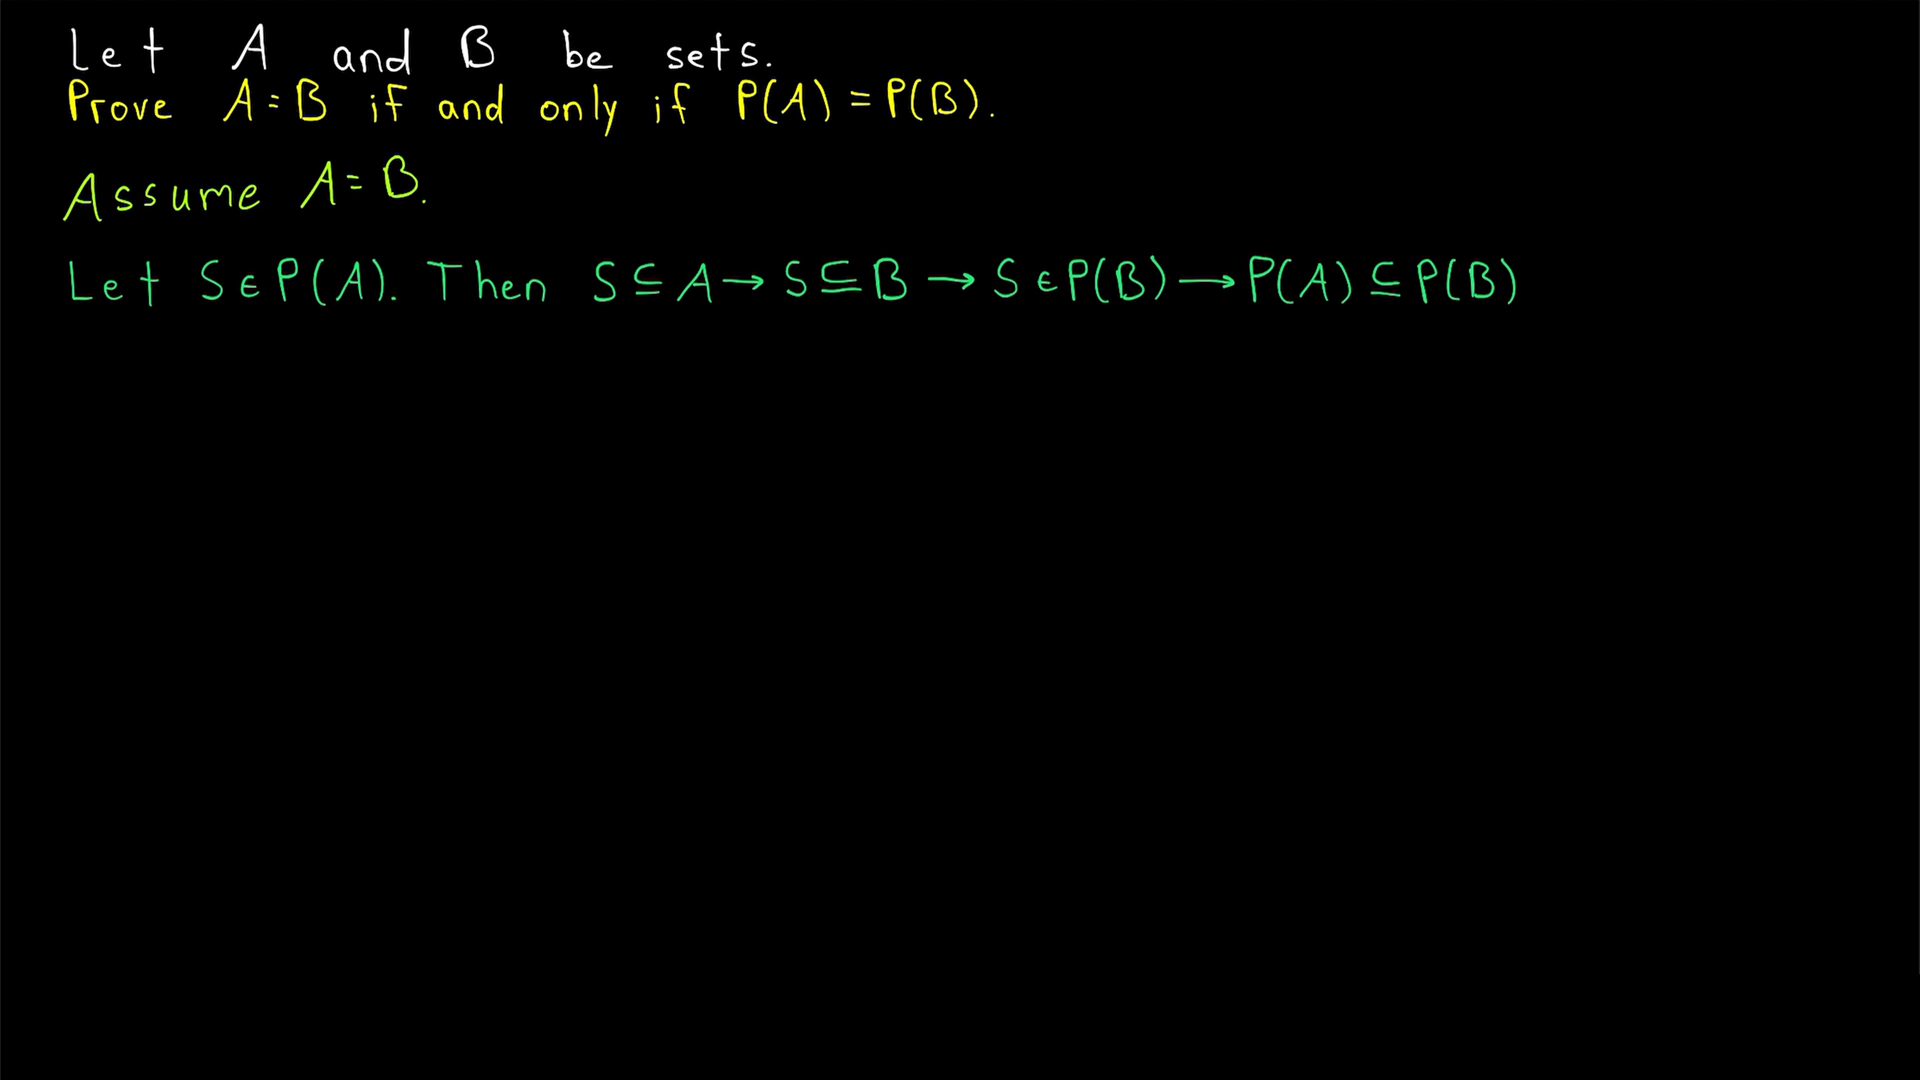 Let A and B be sets.
Prove A = B if and only if P(A) = P(B).
Assume A = B.
Let S ∈ P(A). Then S ⊆ A → S ⊆ B → S ∈ P(B) → P(A) ⊆ P(B)